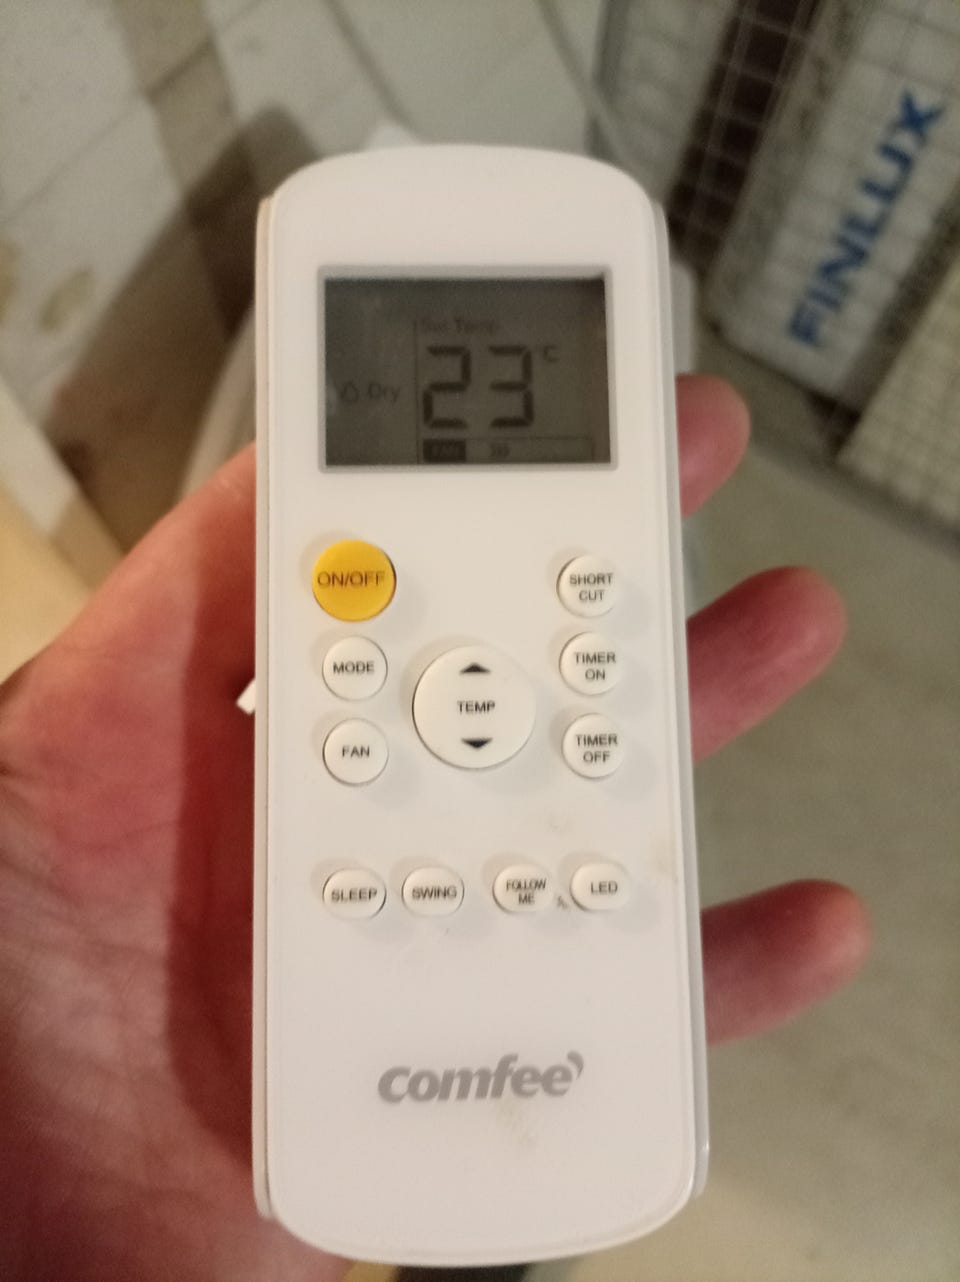 FINLUX
Set Temp.
23 °C
Dry
FAN
ON/OFF
SHORT
CUT
MODE
TEMP
TIMER
ON
FAN
TIMER
OFF
SLEEP
SWING
FOLLOW
ME
LED
comfee